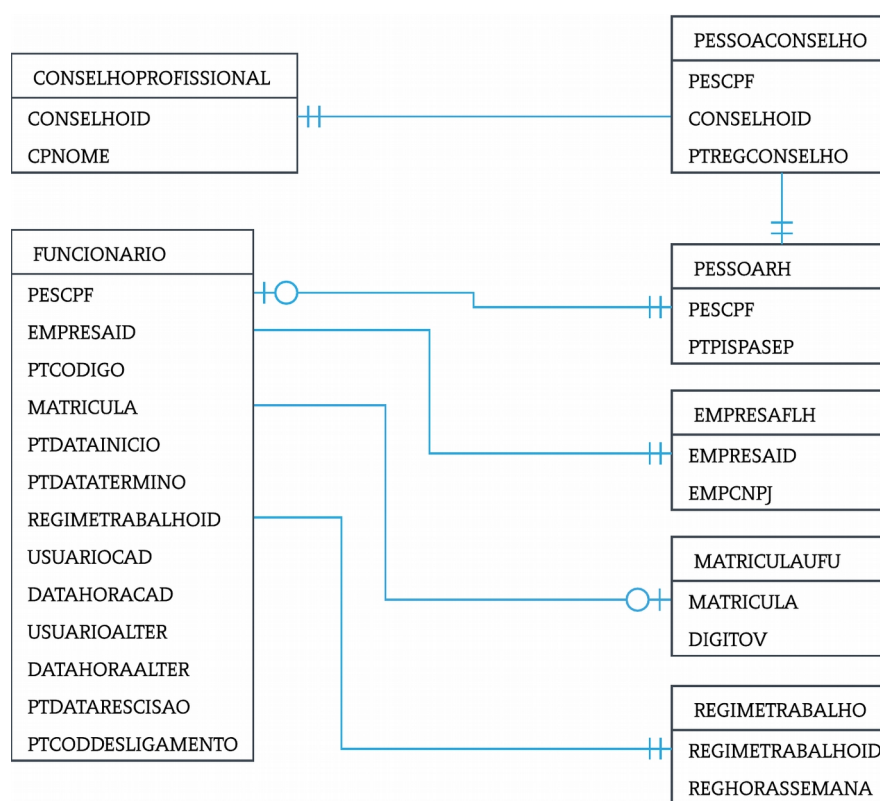 CONSELHOPROFISSIONAL
CONSELHOID
CPNOME
PESSOACONSELHO
PESCPF
CONSELHOID
PTREGCONSELHO
FUNCIONARIO
PESCPF
EMPRESAID
PTCODIGO
MATRICULA
PTDATAINICIO
PTDATATERMINO
REGIMETRABALHOID
USUARIOCAD
DATAHORACAD
USUARIOALTER
DATAHORAALTER
PTDATARESCISAO
PTCODDESLIGAMENTO
PESSOARH
PESCPF
PTPISPASEP
EMPRESAFLH
EMPRESAID
EMPCNPJ
MATRICULAUFU
MATRICULA
DIGITOV
REGIMETRABALHO
REGIMETRABALHOID
REGHORASSEMANA